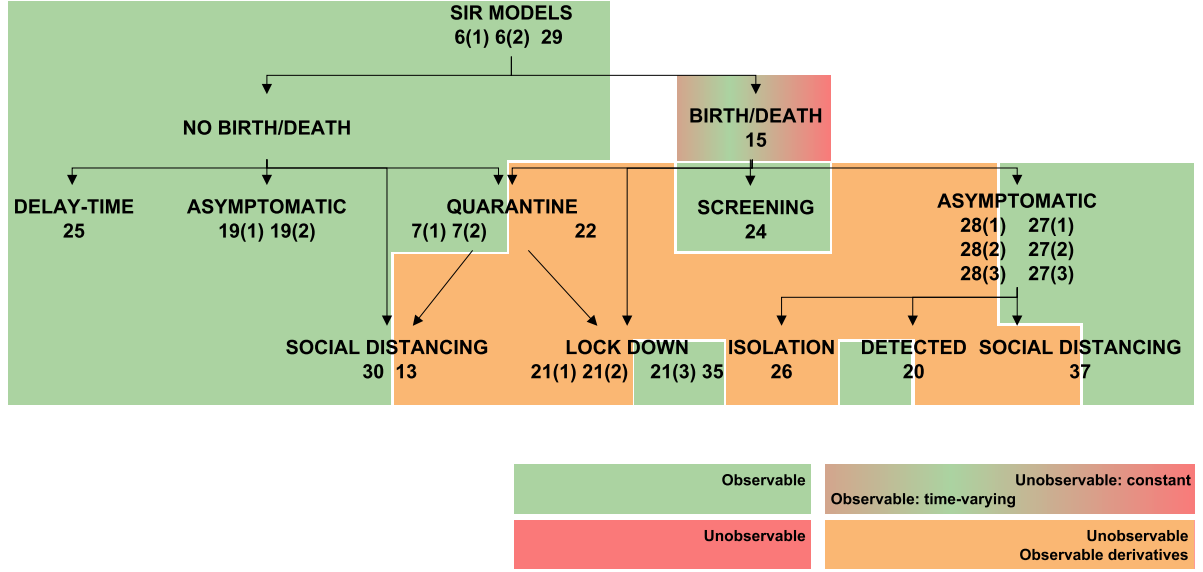 SIR MODELS
6(1) 6(2) 29
NO BIRTH/DEATH
BIRTH/DEATH
15
DELAY-TIME
25
ASYMPTOMATIC
19(1) 19(2)
QUARANTINE
7(1) 7(2) 22
SCREENING
24
ASYMPTOMATIC
28(1) 27(1)
28(2) 27(2)
28(3) 27(3)
SOCIAL DISTANCING
30 13
LOCK DOWN
21(1) 21(2) 21(3) 35
ISOLATION
26
DETECTED
20
SOCIAL DISTANCING
37
Observable
Unobservable: constant
Observable: time-varying
Unobservable
Unobservable
Observable derivatives